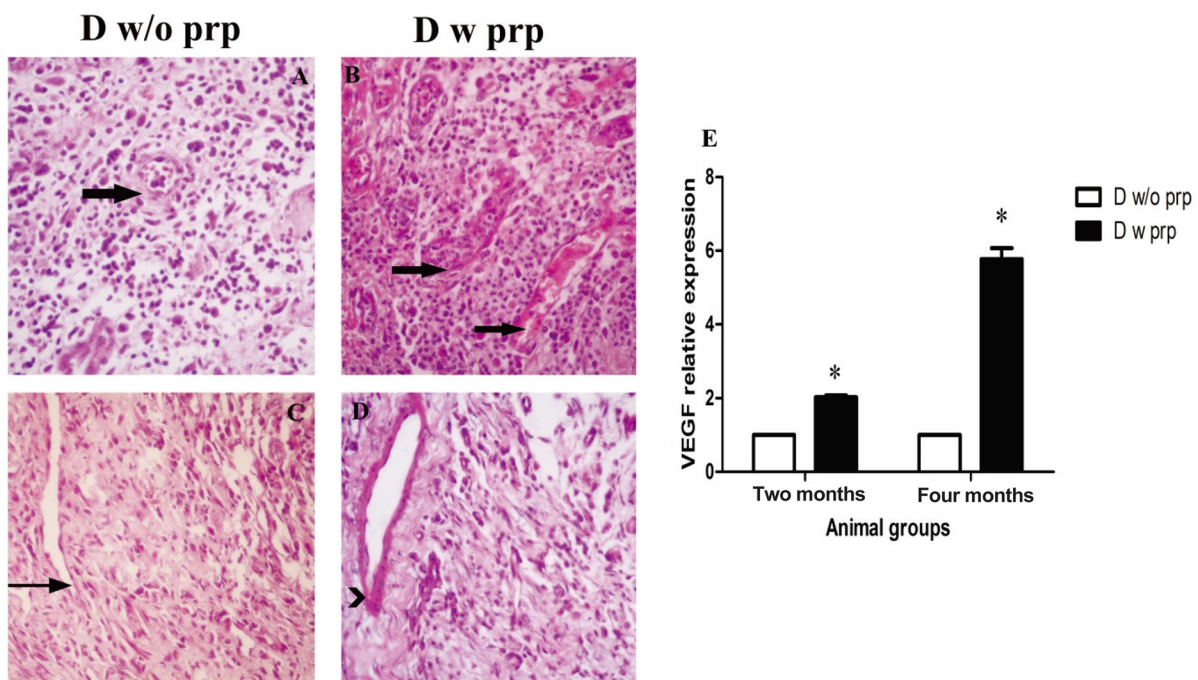 D w/o prp
D w prp
A
B
C
D
E
VEGF relative expression
8
6
4
2
0
*
*
Two months
Four months
Animal groups
D w/o prp
D w prp